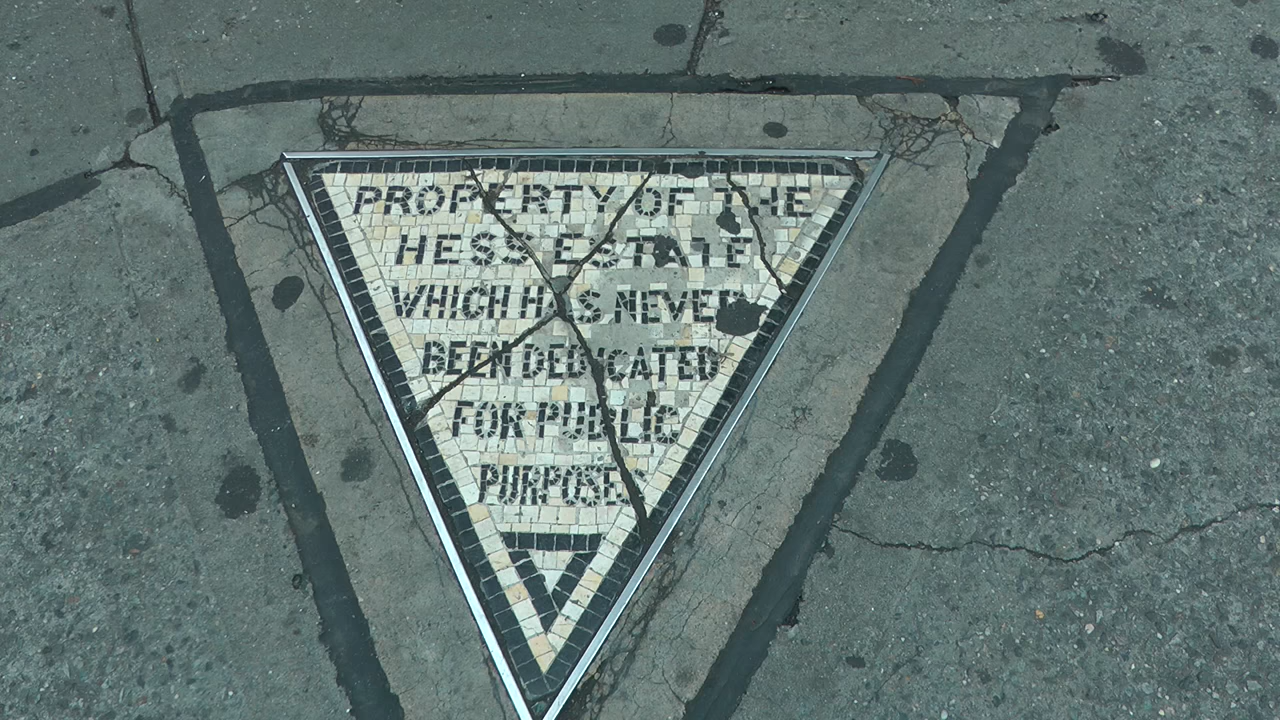 PROPERTY OF THE
HESS ESTATE
WHICH HAS NEVER
BEEN DEDICATED
FOR PUBLIC
PURPOSES